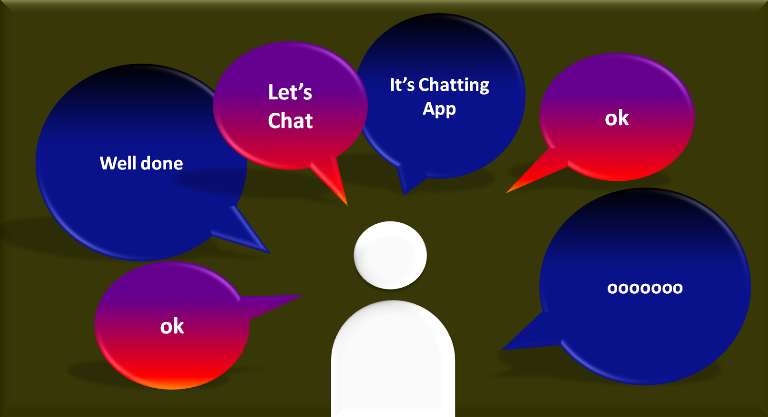 Well done
Let's
Chat
It's Chatting
App
ok
ok
ooooooo